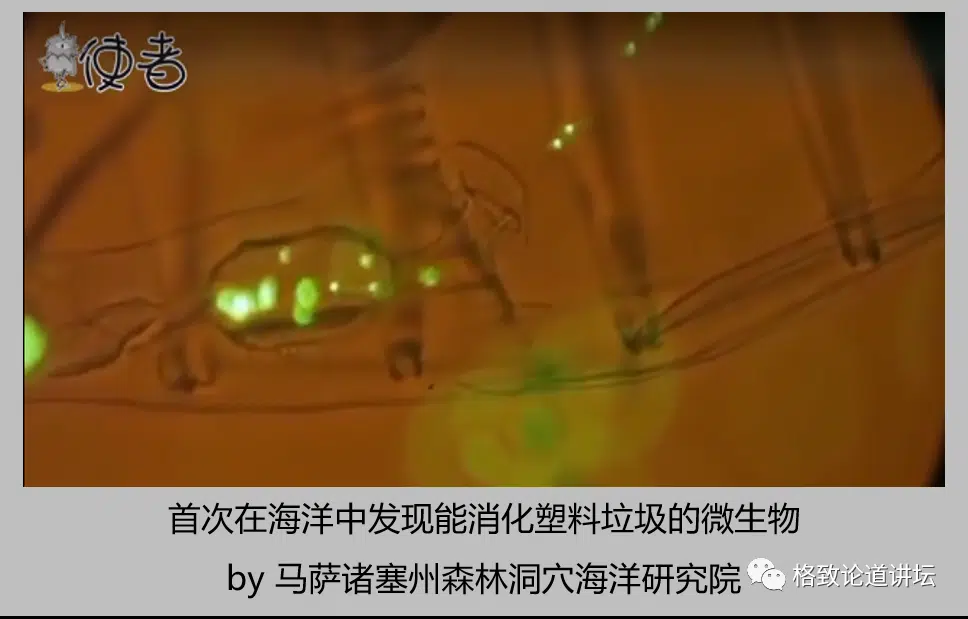 使者
首次在海洋中发现能消化塑料垃圾的微生物
by 马萨诸塞州森林洞穴海洋研究院
格致论道讲坛